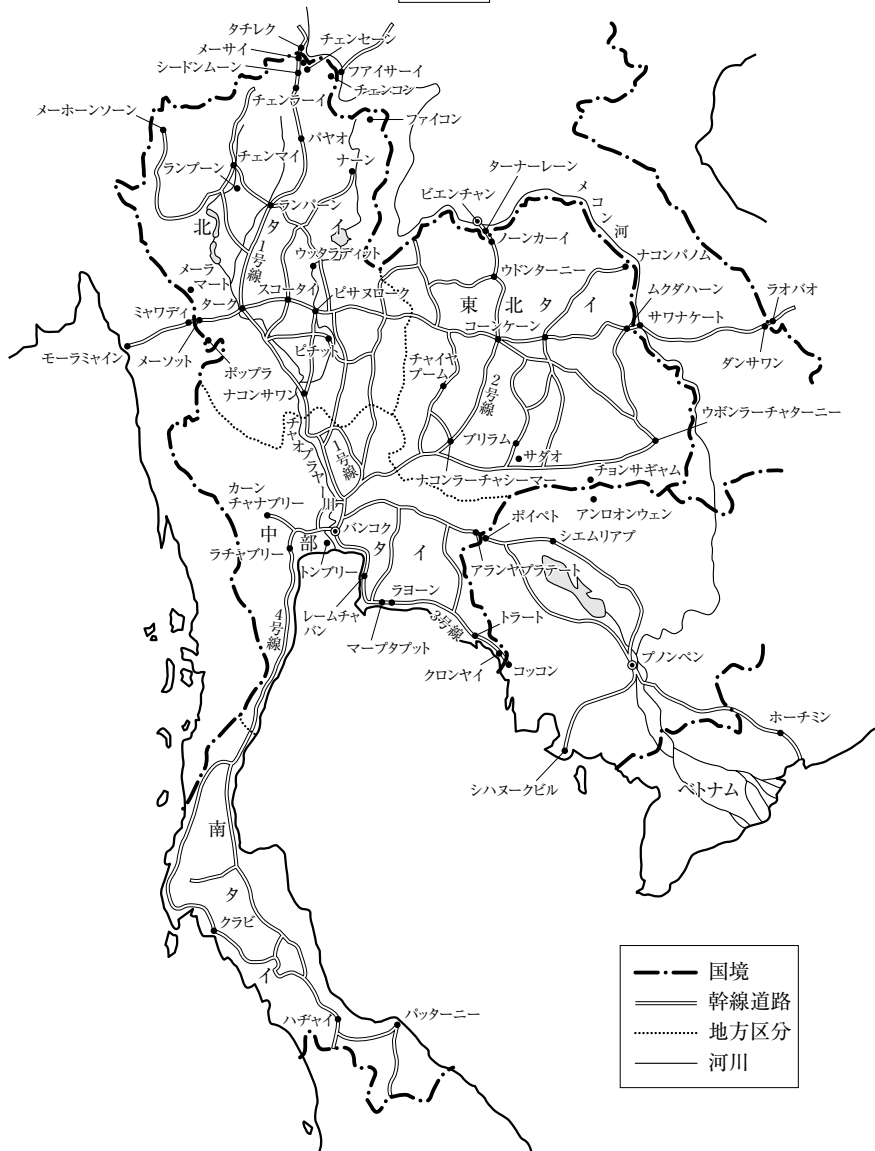 タチレク
チェンセーン
メーサイ
シードンムーン
ファイサーイ
チェンコン
チェンラーイ
メーホーンソーン
ファイコン
パヤオ
ターナーレーン
チェンマイ
ナーン
ランプーン
ビエンチャン
メコン河
ランパーン
北タイ
1号線
ノーンカーイ
ウッタラディット
ナコンパノム
メーラ
マート
ウドンターニー
スコータイ
ピサヌローク
東北タイ
ムクダハーン
ラオバオ
ミャワディ
ターク
コーンケーン
サワナケート
モーラミャイン
メーソット
ピチット
チャイヤ
プーム
ダンサワン
ポップラ
2号線
ナコンサワン
ウボンラーチャターニー
チャオプラヤー川
1号線
ブリラム
サダオ
ナコンラーチャシーマー
チョンサギャム
カーン
チャナブリー
アンロオンウェン
中部タイ
バンコク
ポイペト
シエムリアプ
ラチャブリー
トンブリー
アランヤプラテート
レームチャ
バン
ラヨーン
4号線
3号線
トラート
マープタプット
プノンペン
クロンヤイ
コッコン
ホーチミン
シハヌークビル
ベトナム
南タイ
クラビ
ハヂャイ
パッターニー
国境
幹線道路
地方区分
河川